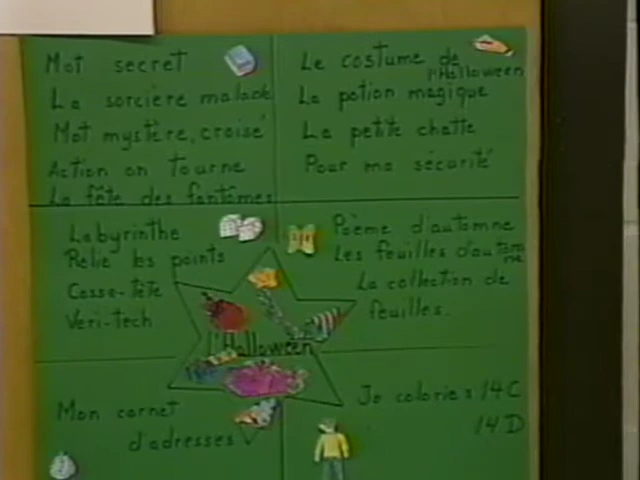 Mot secret
La sorcière malade
Mot mystère, croisé
Action on tourne
La fête des fantômes
Le costume de
l'Halloween
La potion magique
La petite chatte
Pour ma sécurité
Labyrinthe
Relie les points
Casse-tête
Veri-tech
Poème d'automne
Les feuilles d'autom
ne
La collection de
feuilles.
l'Halloween
Mon carnet
d'adresses
Je colorie: 14C
14D